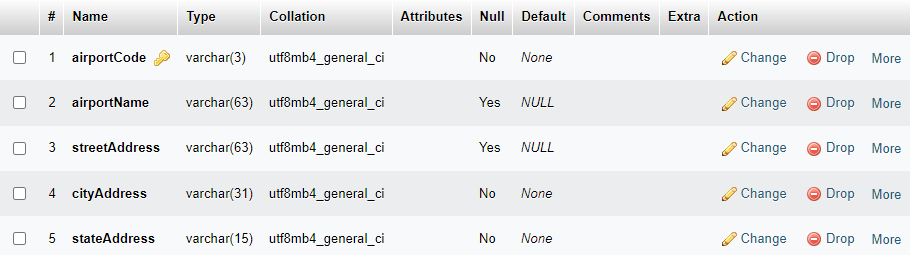 # Name Type Collation Attributes Null Default Comments Extra Action
1 airportCode varchar(3) utf8mb4_general_ci No None Change Drop More
2 airportName varchar(63) utf8mb4_general_ci Yes NULL Change Drop More
3 streetAddress varchar(63) utf8mb4_general_ci Yes NULL Change Drop More
4 cityAddress varchar(31) utf8mb4_general_ci No None Change Drop More
5 stateAddress varchar(15) utf8mb4_general_ci No None Change Drop More